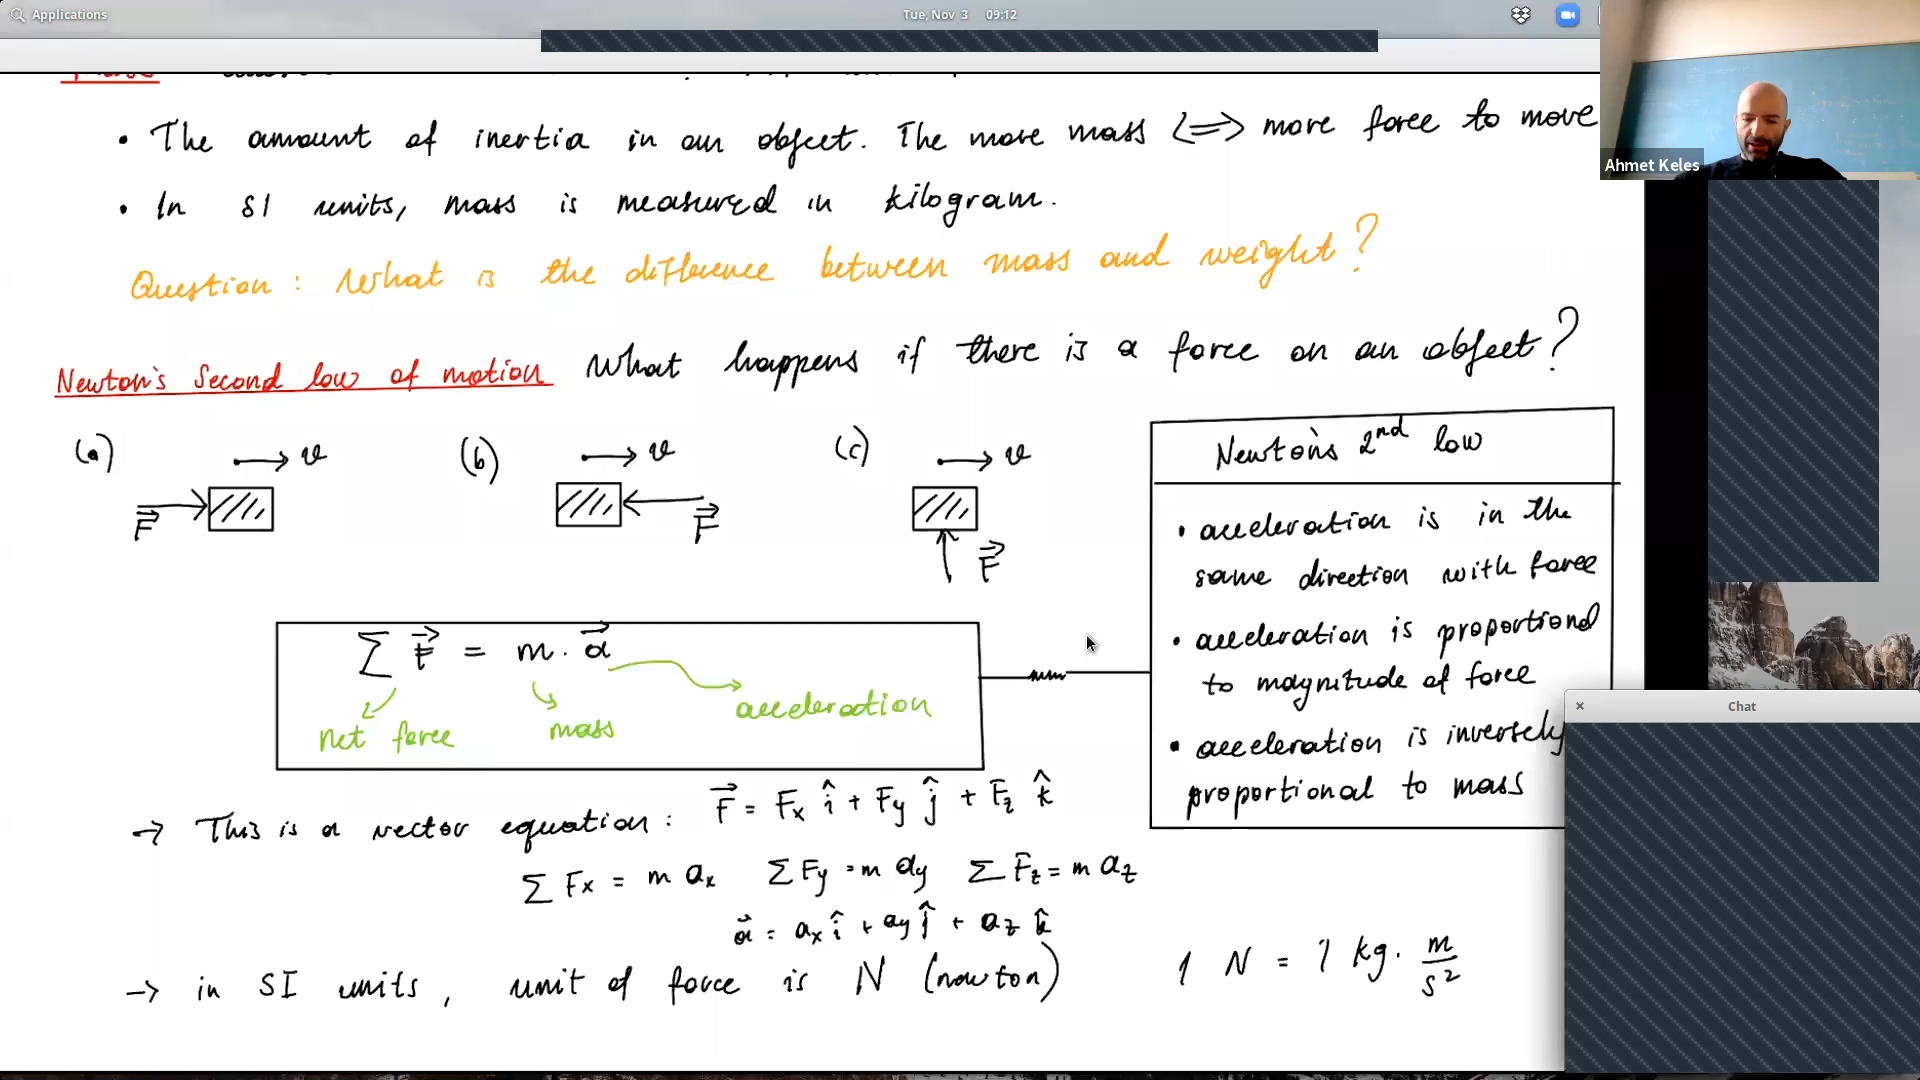 Applications
Tue, Nov 3 09:12
Ahmet Keles
• The amount of inertia in an object. The more mass <=> more force to move
• In SI units, mass is measured in kilogram.
Question: What is the difference between mass and weight?
Newton's Second low of motion What happens if there is a force on an object?
(a) v F
(b) v F
(c) v F
Newton's 2nd low
• acceleration is in the
same direction with force
• acceleration is proportional
to magnitude of force
• acceleration is inversely
proportional to mass
∑ F⃗ = m. a⃗
net force mass acceleration
→ This is a vector equation: F⃗ = Fx î + Fy ĵ + Fz k̂
∑ Fx = m ax ∑ Fy = m ay ∑ Fz = m az
a⃗ = ax î + ay ĵ + az k̂
→ in SI units, unit of force is N (newton) 1 N = 1 kg. m/s²
Chat